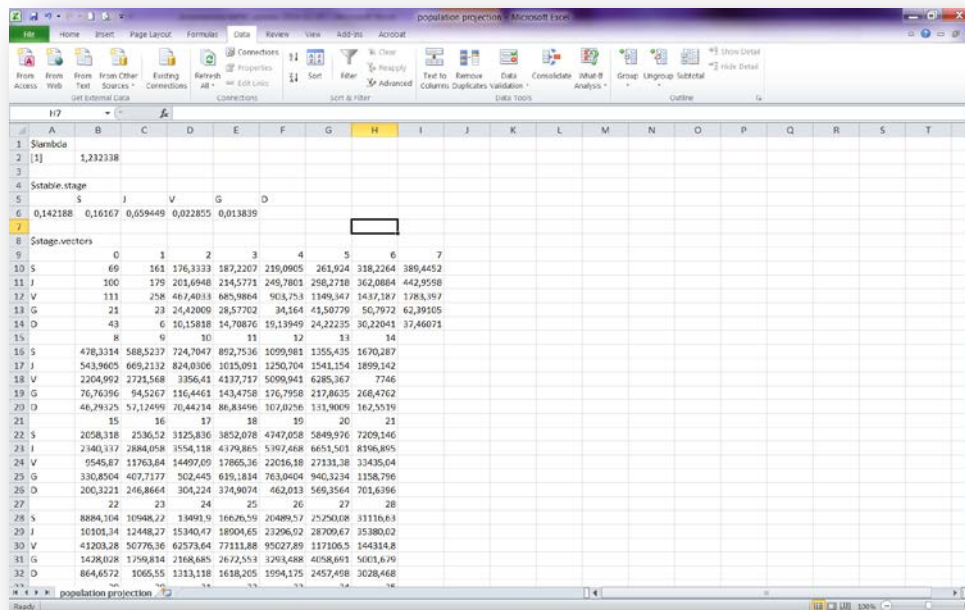 population projection - Microsoft Excel
File Home Insert Page Layout Formulas Data Review View Add-Ins Acrobat
From Access From Web From Text From Other Sources Existing Connections Refresh All Connections Properties Edit Links Sort Filter Clear Reapply Advanced Text to Columns Remove Duplicates Data Validation Consolidate What-If Analysis Group Ungroup Subtotal Show Detail Hide Detail
Get External Data Connections Sort & Filter Data Tools Outline
H7 fx
A B C D E F G H I J K L M N O P Q R S T
1 $lambda
2 [1] 1,232338
3
4 $stable.stage
5 S J V G D
6 0,142188 0,16167 0,659449 0,022855 0,013839
7
8 $stage.vectors
9 0 1 2 3 4 5 6 7
10 S 69 161 176,3333 187,2207 219,0905 261,924 318,2264 389,4452
11 J 100 179 201,6948 214,5771 249,7801 298,2718 362,0884 442,9598
12 V 111 258 467,4033 685,9864 903,753 1149,347 1437,187 1783,397
13 G 21 23 24,42009 28,57702 34,164 41,50779 50,7972 62,39105
14 D 43 6 10,15818 14,70876 19,13949 24,22235 30,22041 37,46071
15 8 9 10 11 12 13 14
16 S 478,3314 588,5237 724,7047 892,7536 1099,981 1355,435 1670,287
17 J 543,9605 669,2132 824,0306 1015,091 1250,704 1541,154 1899,142
18 V 2204,992 2721,568 3356,41 4137,717 5099,941 6285,367 7746
19 G 76,76396 94,5267 116,4461 143,4758 176,7958 217,8635 268,4762
20 D 46,29325 57,12499 70,44214 86,83496 107,0256 131,9009 162,5519
21 15 16 17 18 19 20 21
22 S 2058,318 2536,52 3125,836 3852,078 4747,058 5849,976 7209,146
23 J 2340,337 2884,058 3554,118 4379,865 5397,468 6651,501 8196,895
24 V 9545,87 11763,84 14497,09 17865,36 22016,18 27131,38 33435,04
25 G 330,8504 407,7177 502,445 619,1814 763,0404 940,3234 1158,796
26 D 200,3221 246,8664 304,224 374,9074 462,013 569,3564 701,6396
27 22 23 24 25 26 27 28
28 S 8884,104 10948,22 13491,9 16626,59 20489,57 25250,08 31116,63
29 J 10101,34 12448,27 15340,47 18904,65 23296,92 28709,67 35380,02
30 V 41203,28 50776,36 62573,64 77111,88 95027,89 117106,5 144314,8
31 G 1428,028 1759,814 2168,685 2672,553 3293,488 4058,691 5001,679
32 D 864,6572 1065,55 1313,118 1618,205 1994,175 2457,498 3028,468
population projection
Ready 100%